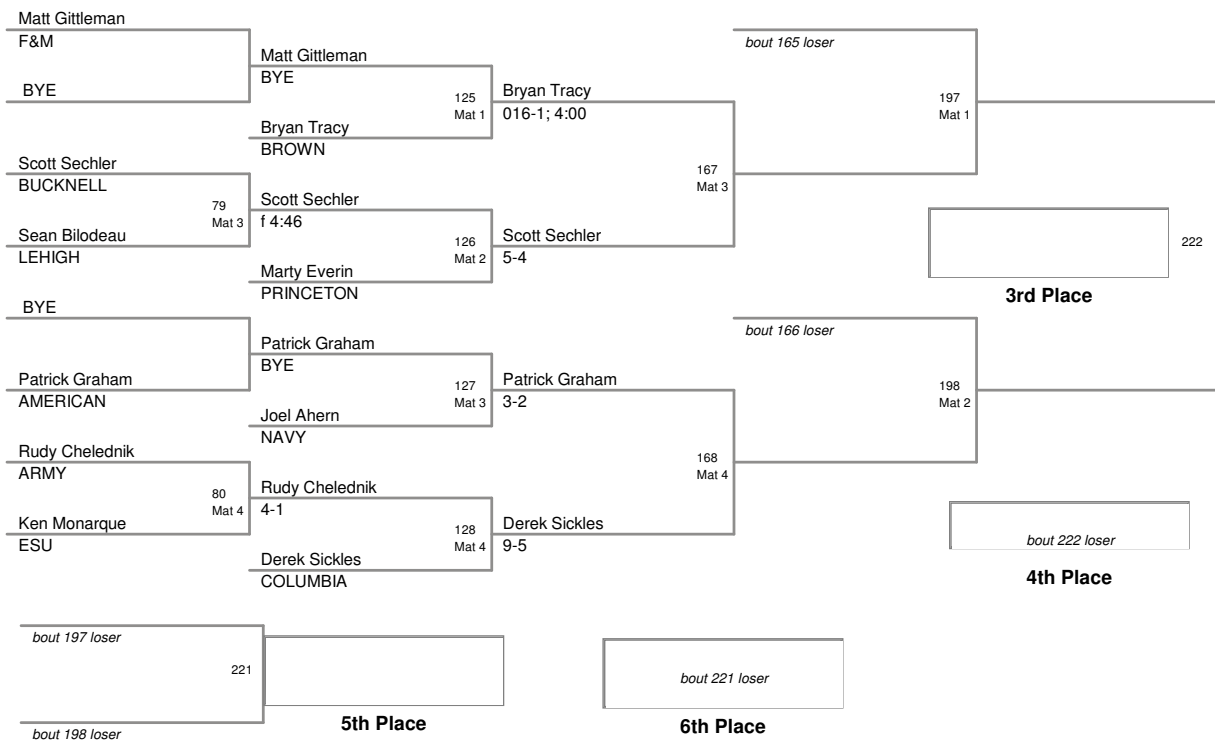 Matt Gittleman
F&M
BYE
Matt Gittleman
BYE
125
Mat 1
Bryan Tracy
BROWN
Bryan Tracy
016-1; 4:00
Scott Sechler
BUCKNELL
79
Mat 3
Sean Bilodeau
LEHIGH
Scott Sechler
f 4:46
126
Mat 2
Marty Everin
PRINCETON
Scott Sechler
5-4
167
Mat 3
bout 165 loser
197
Mat 1
222
3rd Place
BYE
Patrick Graham
AMERICAN
Patrick Graham
BYE
127
Mat 3
Joel Ahern
NAVY
Patrick Graham
3-2
Rudy Chelednik
ARMY
80
Mat 4
Ken Monarque
ESU
Rudy Chelednik
4-1
128
Mat 4
Derek Sickles
COLUMBIA
Derek Sickles
9-5
168
Mat 4
bout 166 loser
198
Mat 2
bout 222 loser
4th Place
bout 197 loser
221
bout 198 loser
5th Place
bout 221 loser
6th Place